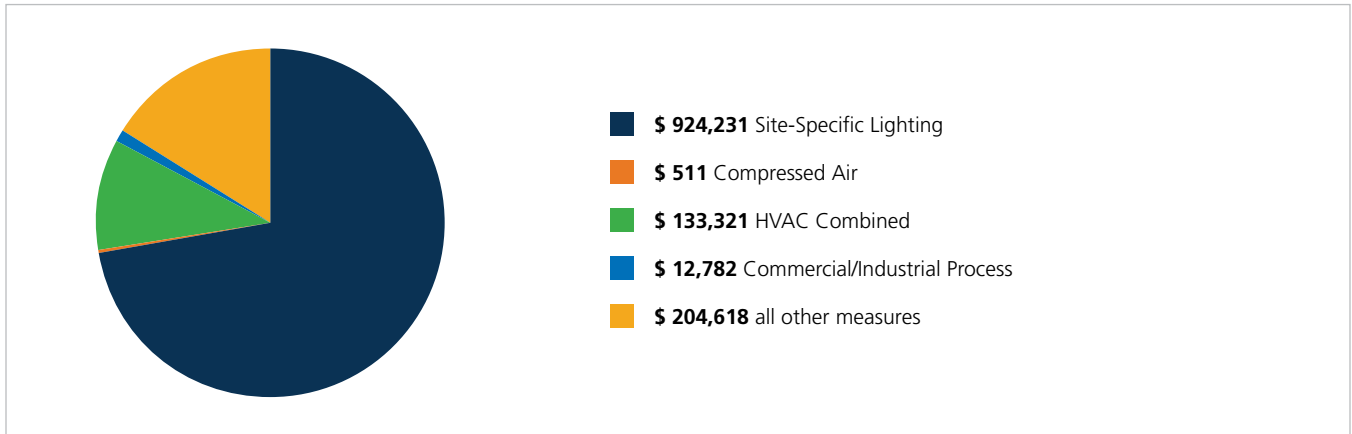 $ 924,231 Site-Specific Lighting
$ 511 Compressed Air
$ 133,321 HVAC Combined
$ 12,782 Commercial/Industrial Process
$ 204,618 all other measures